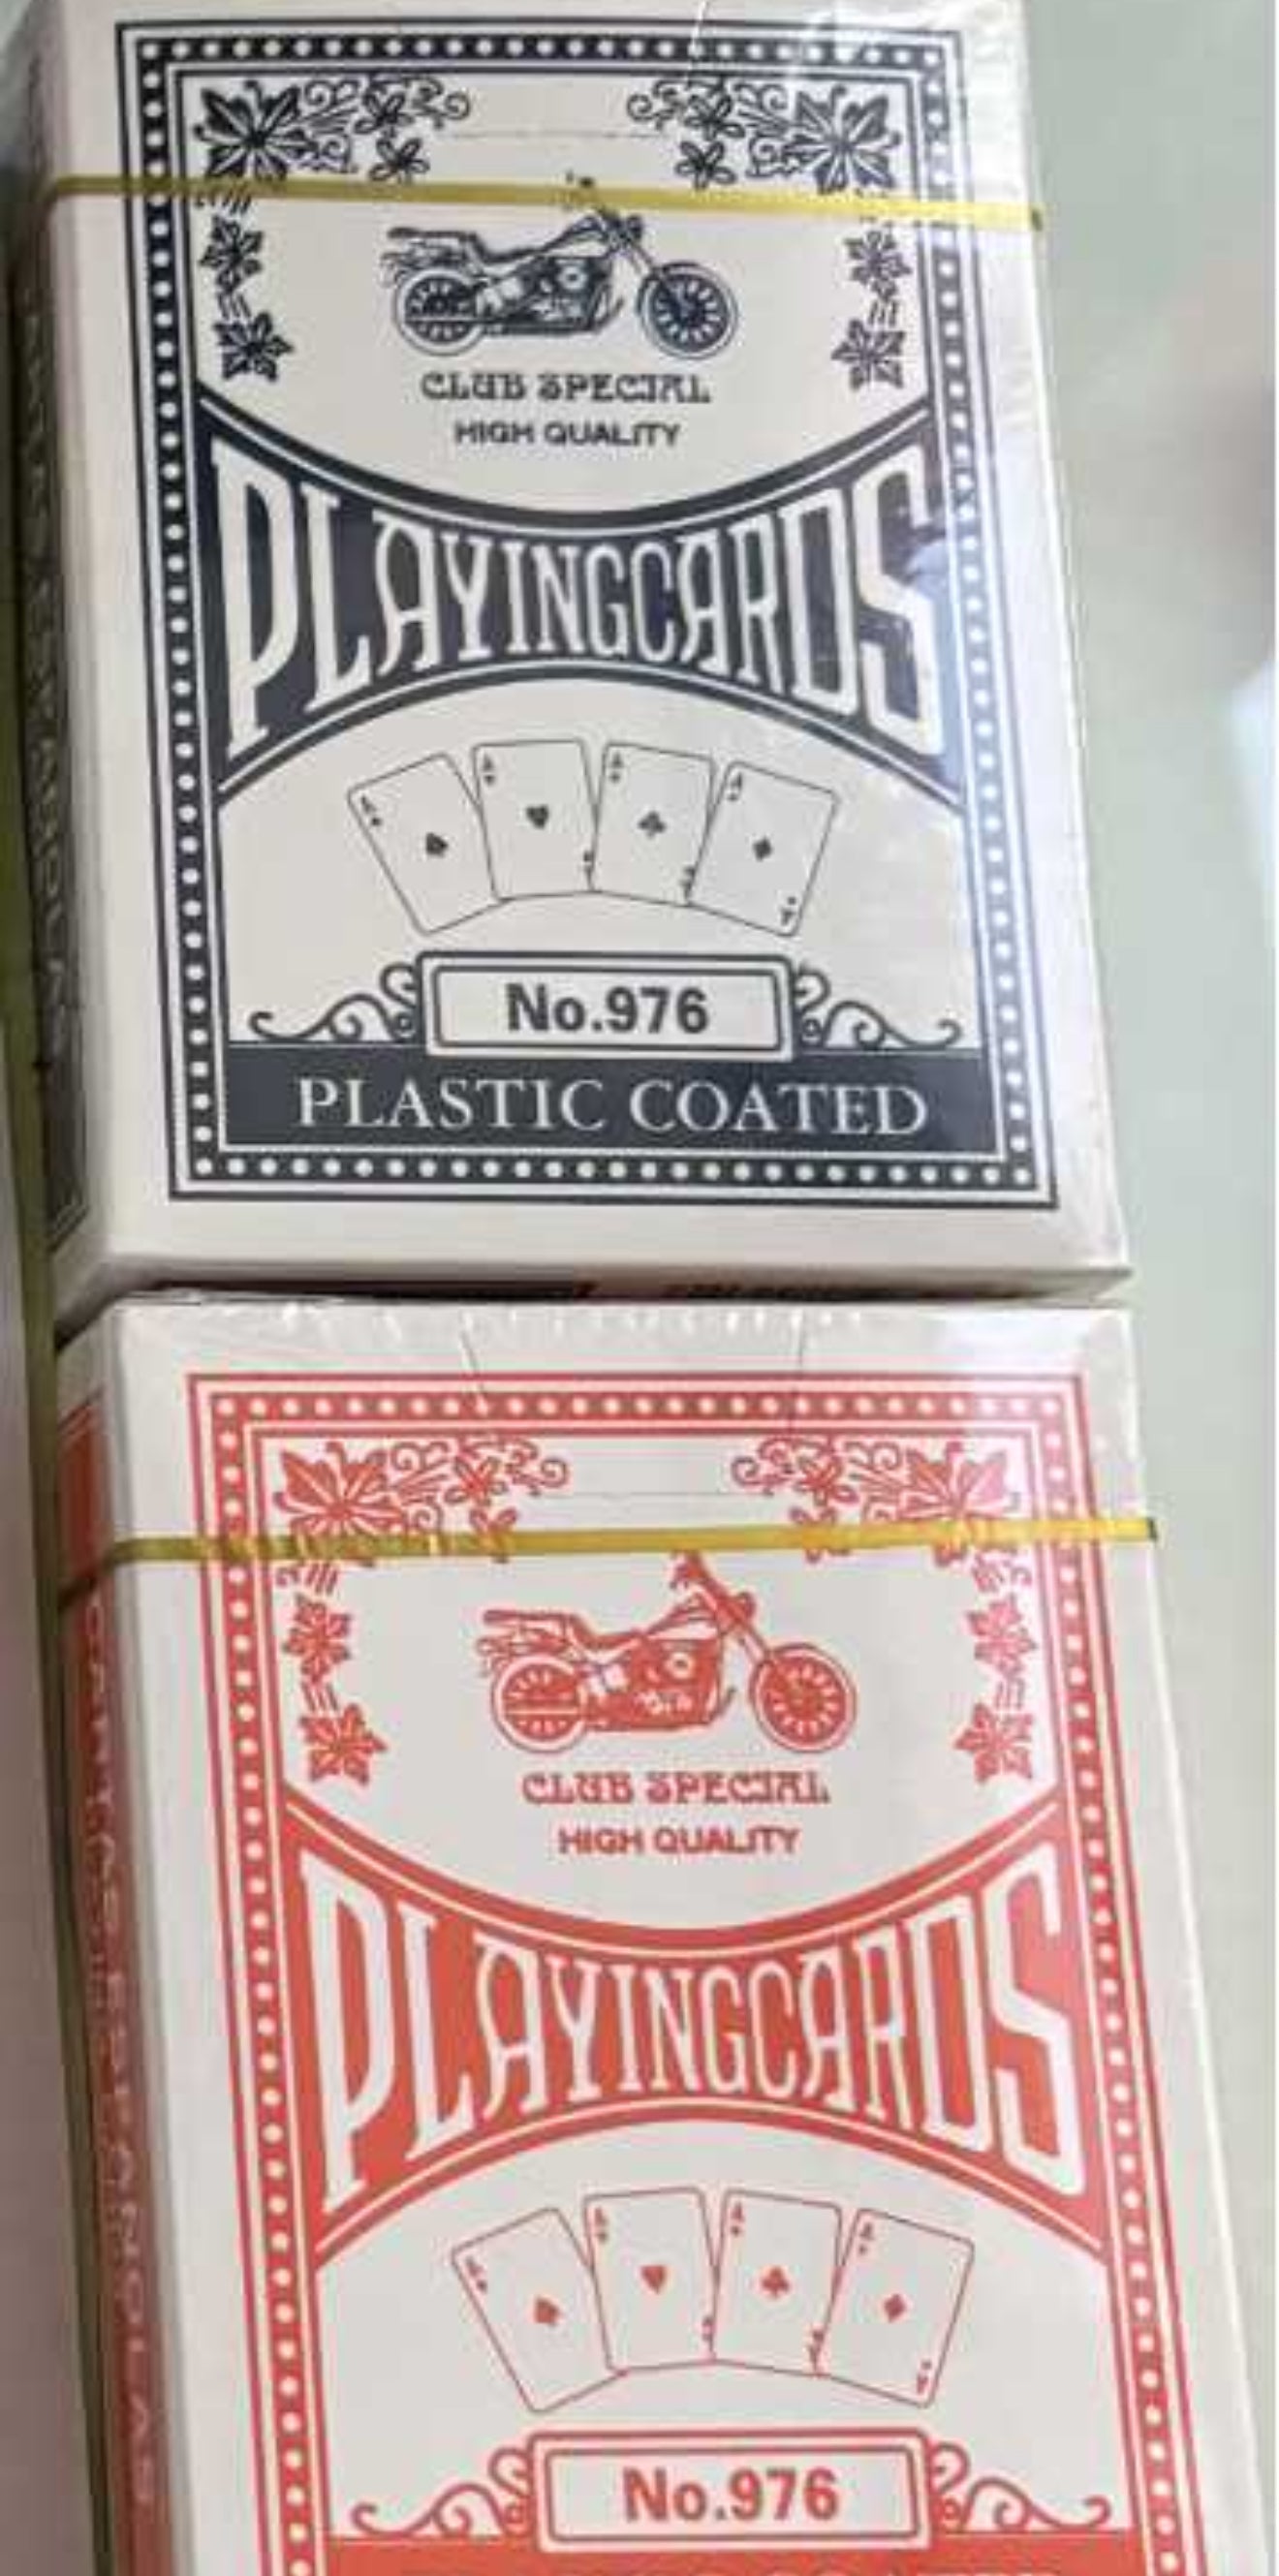 CLUB SPECIAL
HIGH QUALITY
PLAYINGCARDS
No.976
PLASTIC COATED
CLUB SPECIAL
HIGH QUALITY
PLAYINGCARDS
No.976